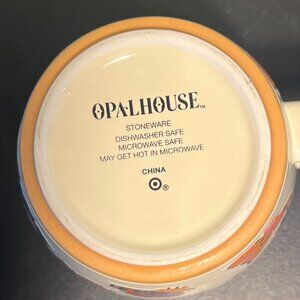 OPALHOUSE™
STONEWARE
DISHWASHER SAFE
MICROWAVE SAFE
MAY GET HOT IN MICROWAVE
CHINA
®